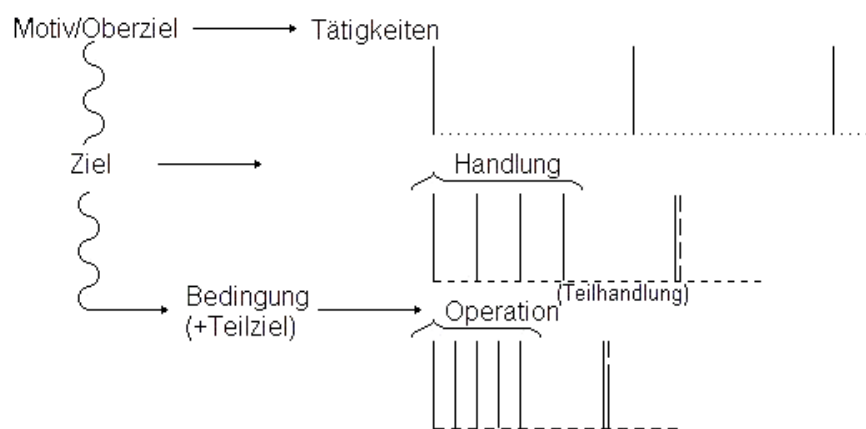 Motiv/Oberziel
Tätigkeiten
Ziel
Handlung
(Teilhandlung)
Bedingung
(+Teilziel)
Operation